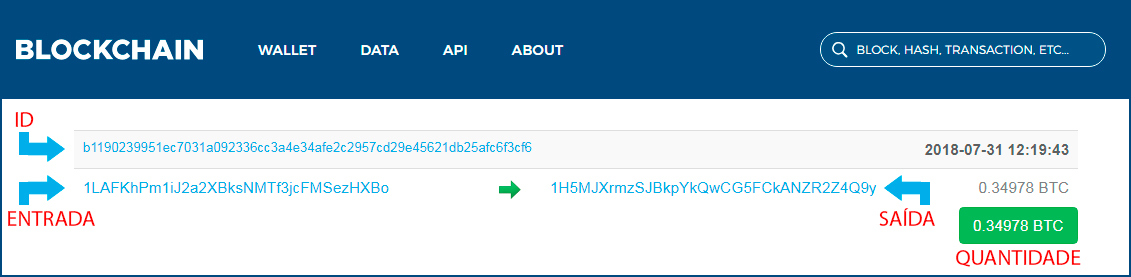 BLOCKCHAIN WALLET DATA API ABOUT BLOCK, HASH, TRANSACTION, ETC...
ID
b1190239951ec7031a092336cc3a4e34afe2c2957cd29e45621db25afc6f3cf6 2018-07-31 12:19:43
1LAFKhPm1iJ2a2XBksNMTf3jcFMSezHXBo 1H5MJXrmzSJBkpYkQwCG5FCkANZR2Z4Q9y 0.34978 BTC
ENTRADA SAÍDA 0.34978 BTC
QUANTIDADE